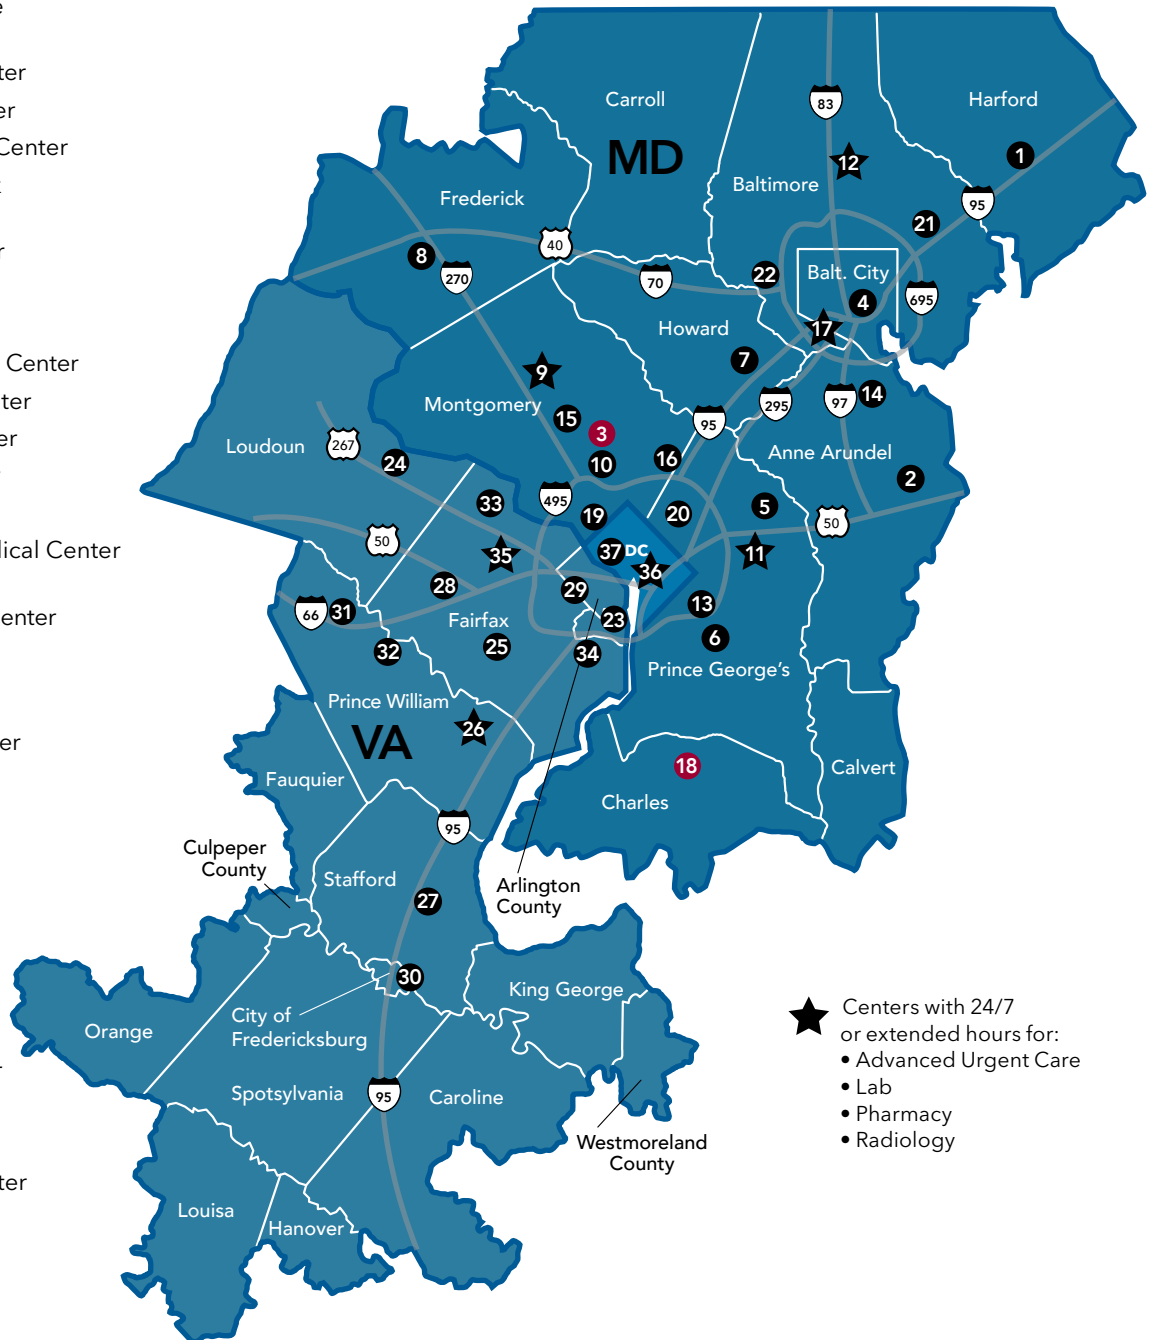 ter
er
Center
r
Center
ter
er
dical Center
enter
er
ter
Carroll
MD
Harford
83
12
1
Baltimore
Frederick
95
21
40
8
270
70
22
Balt. City
4
695
17
Howard
7
9
Montgomery
295
97
14
15
3
95
Loudoun
267
24
10
16
Anne Arundel
2
33
495
19
20
5
50
50
35
37
DC
36
11
28
29
13
66
31
Fairfax
23
6
32
25
34
Prince George's
Prince William
26
VA
18
Calvert
Fauquier
Charles
95
Culpeper
County
Stafford
Arlington
County
27
30
King George
City of
Fredericksburg
Orange
Centers with 24/7
or extended hours for:
• Advanced Urgent Care
• Lab
• Pharmacy
• Radiology
Spotsylvania
95
Caroline
Westmoreland
County
Louisa
Hanover